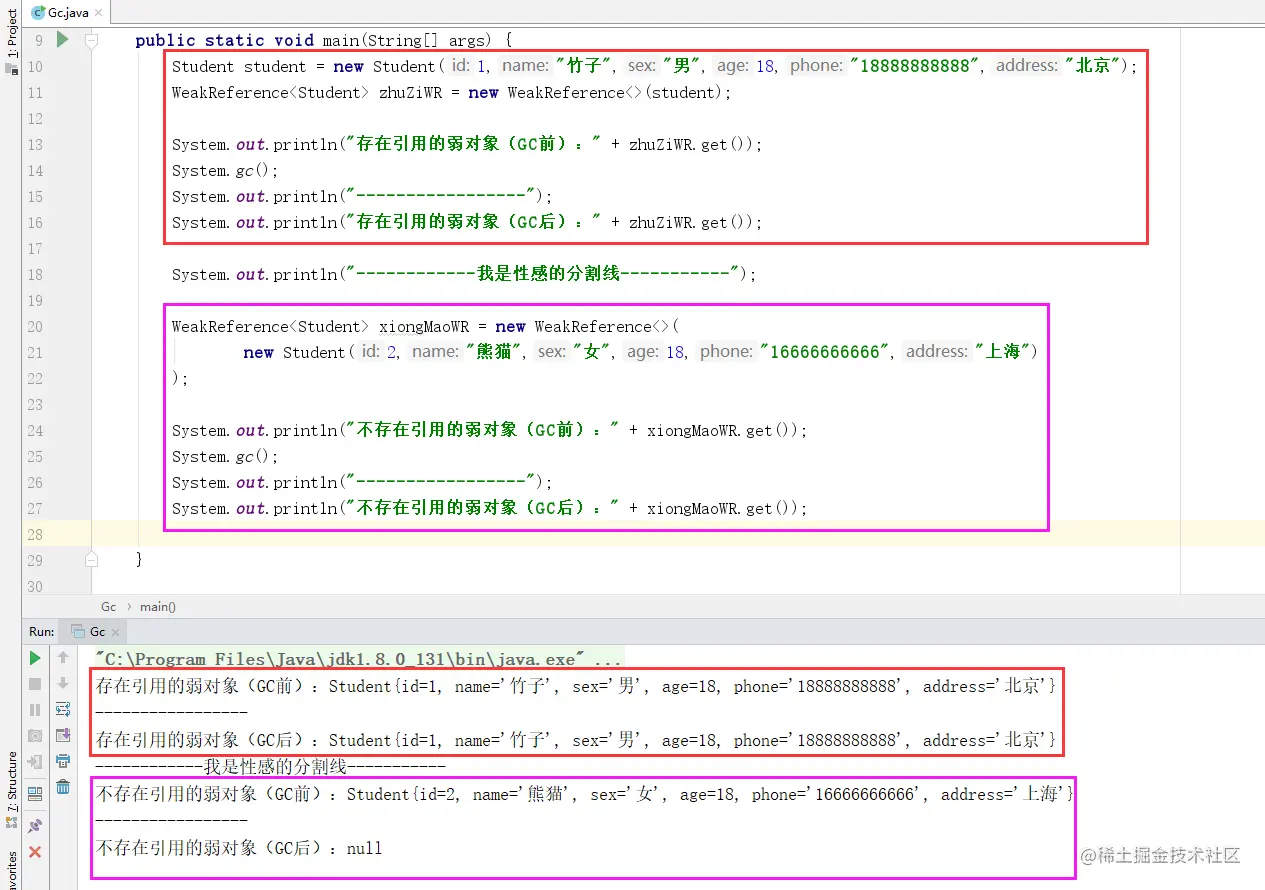 1: Project
Gc.java
9 public static void main(String[] args) {
10 Student student = new Student( id: 1, name: "竹子", sex: "男", age: 18, phone: "18888888888", address: "北京");
11 WeakReference<Student> zhuZiWR = new WeakReference<>(student);
12
13 System.out.println("存在引用的弱对象（GC前）：" + zhuZiWR.get());
14 System.gc();
15 System.out.println("-----------------");
16 System.out.println("存在引用的弱对象（GC后）：" + zhuZiWR.get());
17
18 System.out.println("------------我是性感的分割线-----------");
19
20 WeakReference<Student> xiongMaoWR = new WeakReference<>(
21 new Student( id: 2, name: "熊猫", sex: "女", age: 18, phone: "16666666666", address: "上海")
22 );
23
24 System.out.println("不存在引用的弱对象（GC前）：" + xiongMaoWR.get());
25 System.gc();
26 System.out.println("-----------------");
27 System.out.println("不存在引用的弱对象（GC后）：" + xiongMaoWR.get());
28
29 }
30
Gc › main()
Run: Gc
"C:\Program Files\Java\jdk1.8.0_131\bin\java.exe" ...
存在引用的弱对象（GC前）：Student{id=1, name='竹子', sex='男', age=18, phone='18888888888', address='北京'}
-----------------
存在引用的弱对象（GC后）：Student{id=1, name='竹子', sex='男', age=18, phone='18888888888', address='北京'}
------------我是性感的分割线-----------
不存在引用的弱对象（GC前）：Student{id=2, name='熊猫', sex='女', age=18, phone='16666666666', address='上海'}
-----------------
不存在引用的弱对象（GC后）：null
7: Structure
avorites
@稀土掘金技术社区